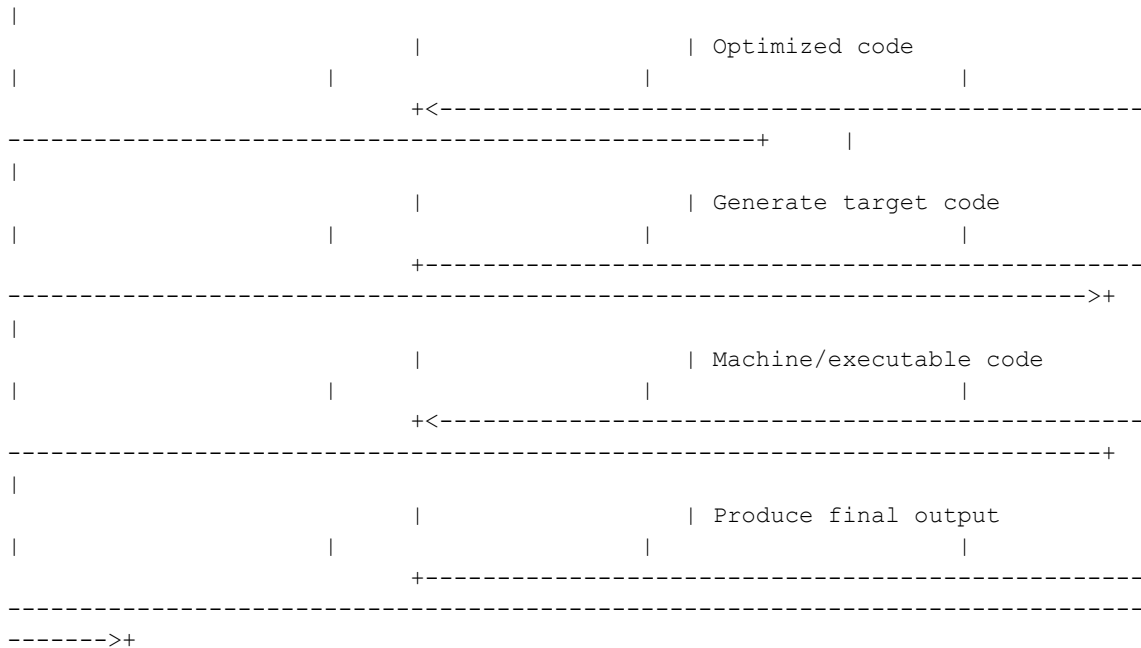 Optimized code
Generate target code
Machine/executable code
Produce final output